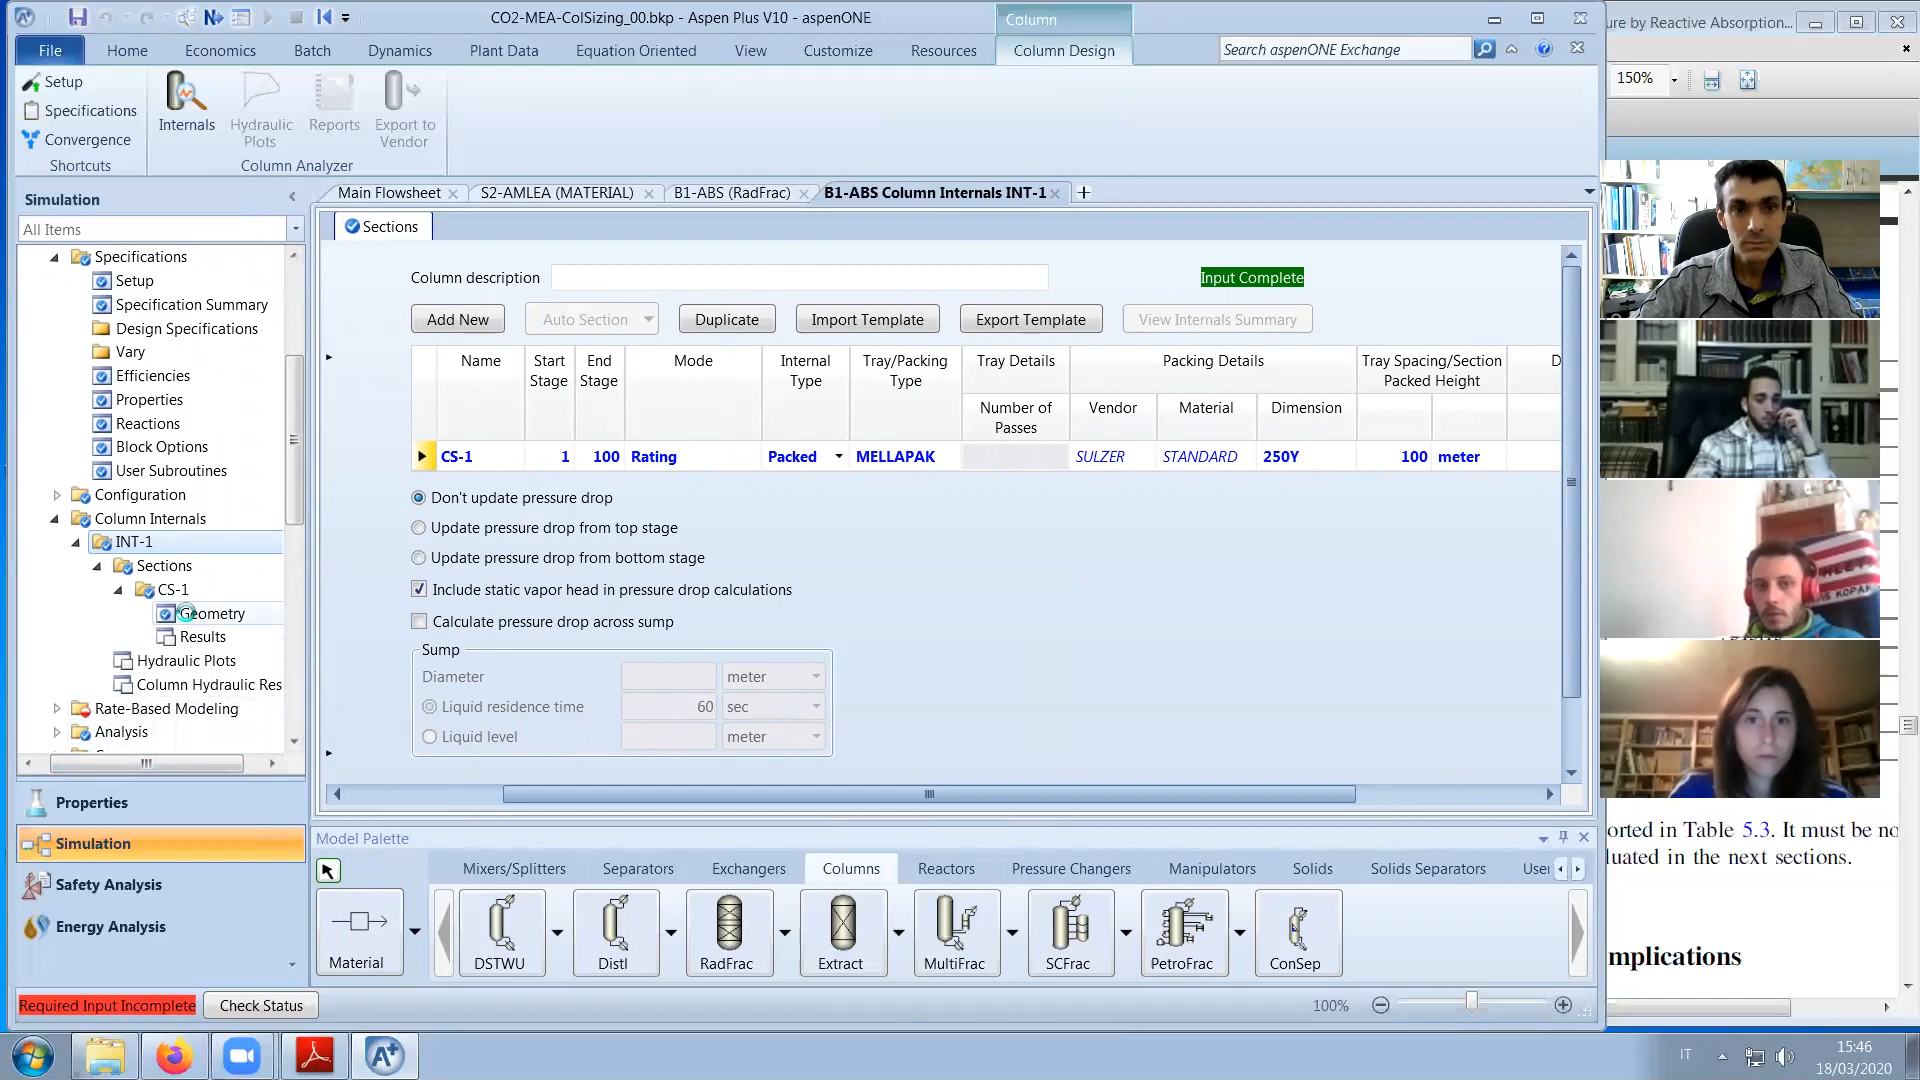 CO2-MEA-ColSizing_00.bkp - Aspen Plus V10 - aspenONE
Column
ure by Reactive Absorption...
File
Home
Economics
Batch
Dynamics
Plant Data
Equation Oriented
View
Customize
Resources
Column Design
Search aspenONE Exchange
150%
Setup
Specifications
Convergence
Shortcuts
Internals
Hydraulic Plots
Reports
Export to Vendor
Column Analyzer
Simulation
All Items
Main Flowsheet
S2-AMLEA (MATERIAL)
B1-ABS (RadFrac)
B1-ABS Column Internals INT-1
Specifications
Setup
Specification Summary
Design Specifications
Vary
Efficiencies
Properties
Reactions
Block Options
User Subroutines
Configuration
Column Internals
INT-1
Sections
CS-1
Geometry
Results
Hydraulic Plots
Column Hydraulic Res
Rate-Based Modeling
Analysis
Sections
Column description
Input Complete
Add New
Auto Section
Duplicate
Import Template
Export Template
View Internals Summary
Name
Start Stage
End Stage
Mode
Internal Type
Tray/Packing Type
Tray Details
Packing Details
Tray Spacing/Section Packed Height
D
Number of Passes
Vendor
Material
Dimension
CS-1 1 100 Rating Packed MELLAPAK SULZER STANDARD 250Y 100 meter
Don't update pressure drop
Update pressure drop from top stage
Update pressure drop from bottom stage
Include static vapor head in pressure drop calculations
Calculate pressure drop across sump
Sump
Diameter meter
Liquid residence time 60 sec
Liquid level meter
Properties
Simulation
Safety Analysis
Energy Analysis
Model Palette
Mixers/Splitters
Separators
Exchangers
Columns
Reactors
Pressure Changers
Manipulators
Solids
Solids Separators
User
Material
DSTWU
Distl
RadFrac
Extract
MultiFrac
SCFrac
PetroFrac
ConSep
orted in Table 5.3. It must be no
luated in the next sections.
mplications
Required Input Incomplete
Check Status
100%
IT
15:46
18/03/2020